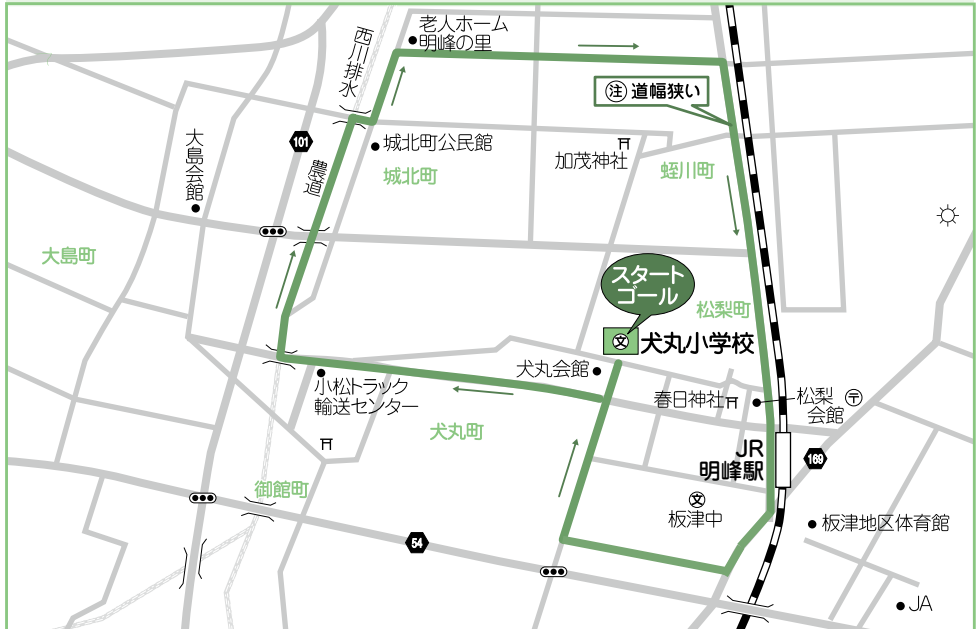 老人ホーム
明峰の里
西川排水
注 道幅狭い
101
大島会館
城北町公民館
加茂神社
農道
城北町
蛭川町
大島町
スタート
ゴール
松梨町
文 犬丸小学校
犬丸会館
小松トラック
輸送センター
春日神社
松梨
会館
〒
犬丸町
JR
明峰駅
169
御館町
文
板津中
板津地区体育館
54
JA